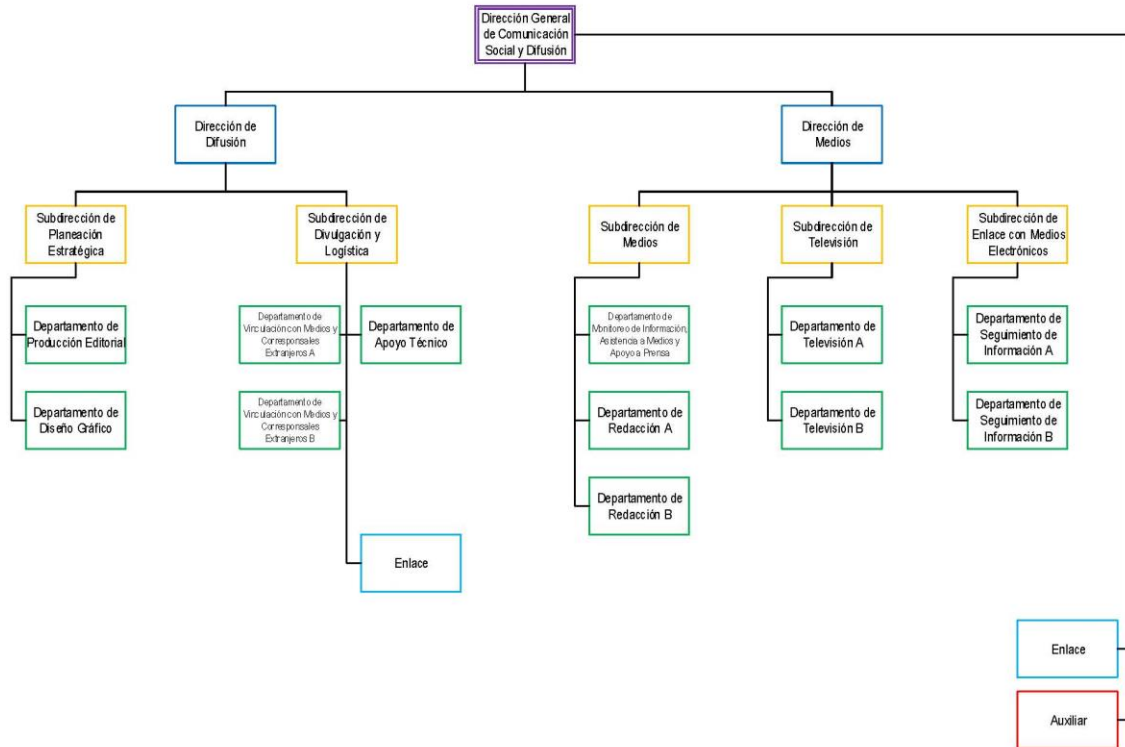 Dirección General
de Comunicación
Social y Difusión
Dirección de
Difusión
Dirección de
Medios
Subdirección de
Planeación
Estratégica
Subdirección de
Divulgación y
Logística
Subdirección de
Medios
Subdirección de
Televisión
Subdirección de
Enlace con Medios
Electrónicos
Departamento de
Producción Editorial
Departamento de
Vinculación con Medios y
Corresponsales
Extranjeros A
Departamento de
Apoyo Técnico
Departamento de
Monitoreo de Información,
Asistencia a Medios y
Apoyo a Prensa
Departamento de
Televisión A
Departamento de
Seguimiento de
Información A
Departamento de
Diseño Gráfico
Departamento de
Vinculación con Medios y
Corresponsales
Extranjeros B
Departamento de
Redacción A
Departamento de
Televisión B
Departamento de
Seguimiento de
Información B
Departamento de
Redacción B
Enlace
Enlace
Auxiliar